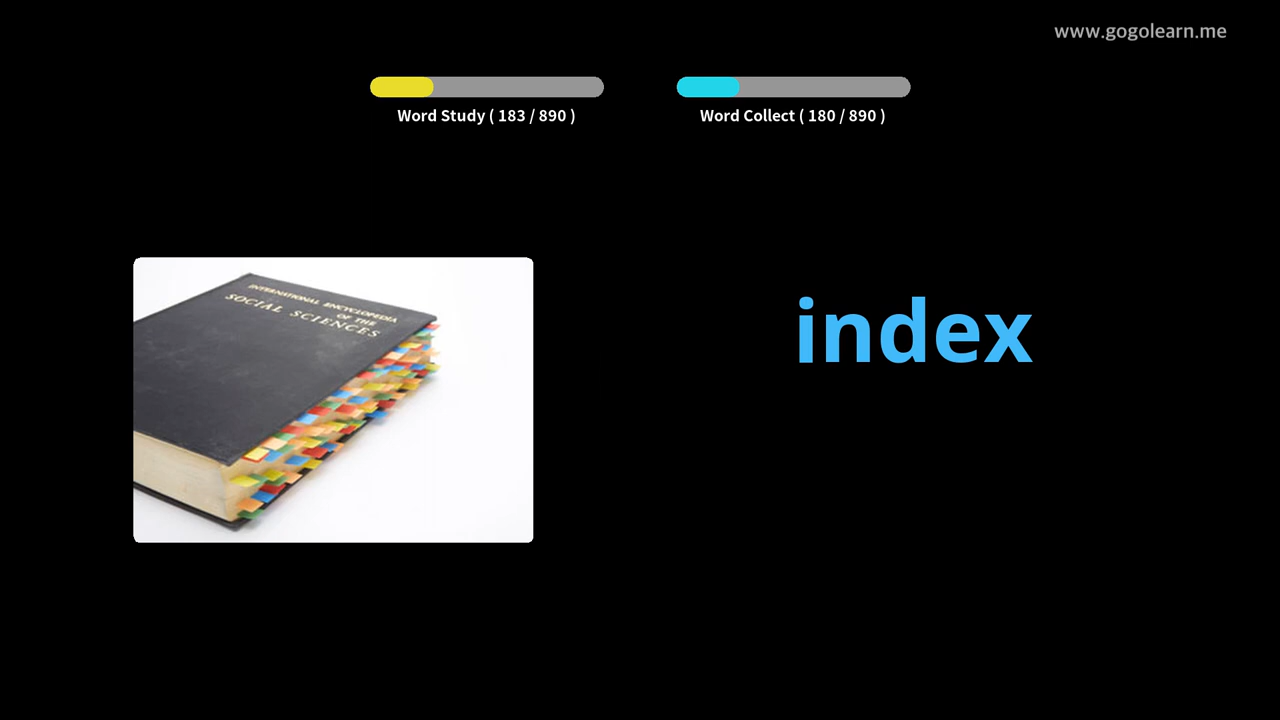 www.gogolearn.me
Word Study ( 183 / 890 )
Word Collect ( 180 / 890 )
INTERNATIONAL ENCYCLOPEDIA
OF THE
SOCIAL SCIENCES
index